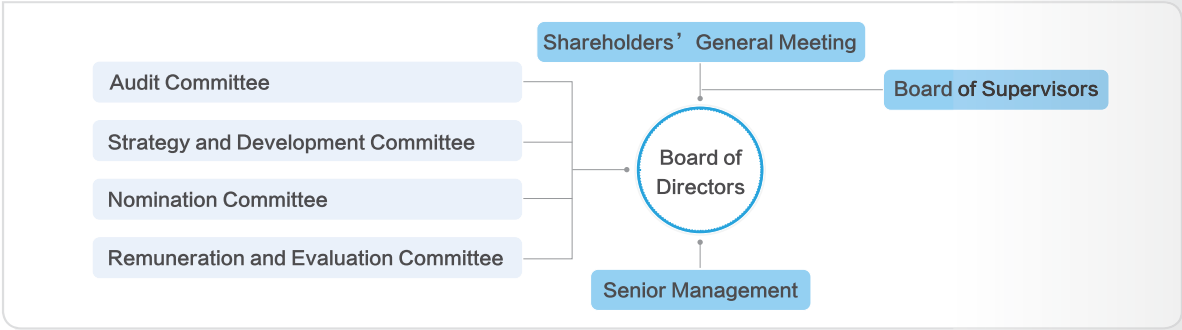 Shareholders’ General Meeting
Board of Supervisors
Audit Committee
Strategy and Development Committee
Nomination Committee
Remuneration and Evaluation Committee
Board of
Directors
Senior Management